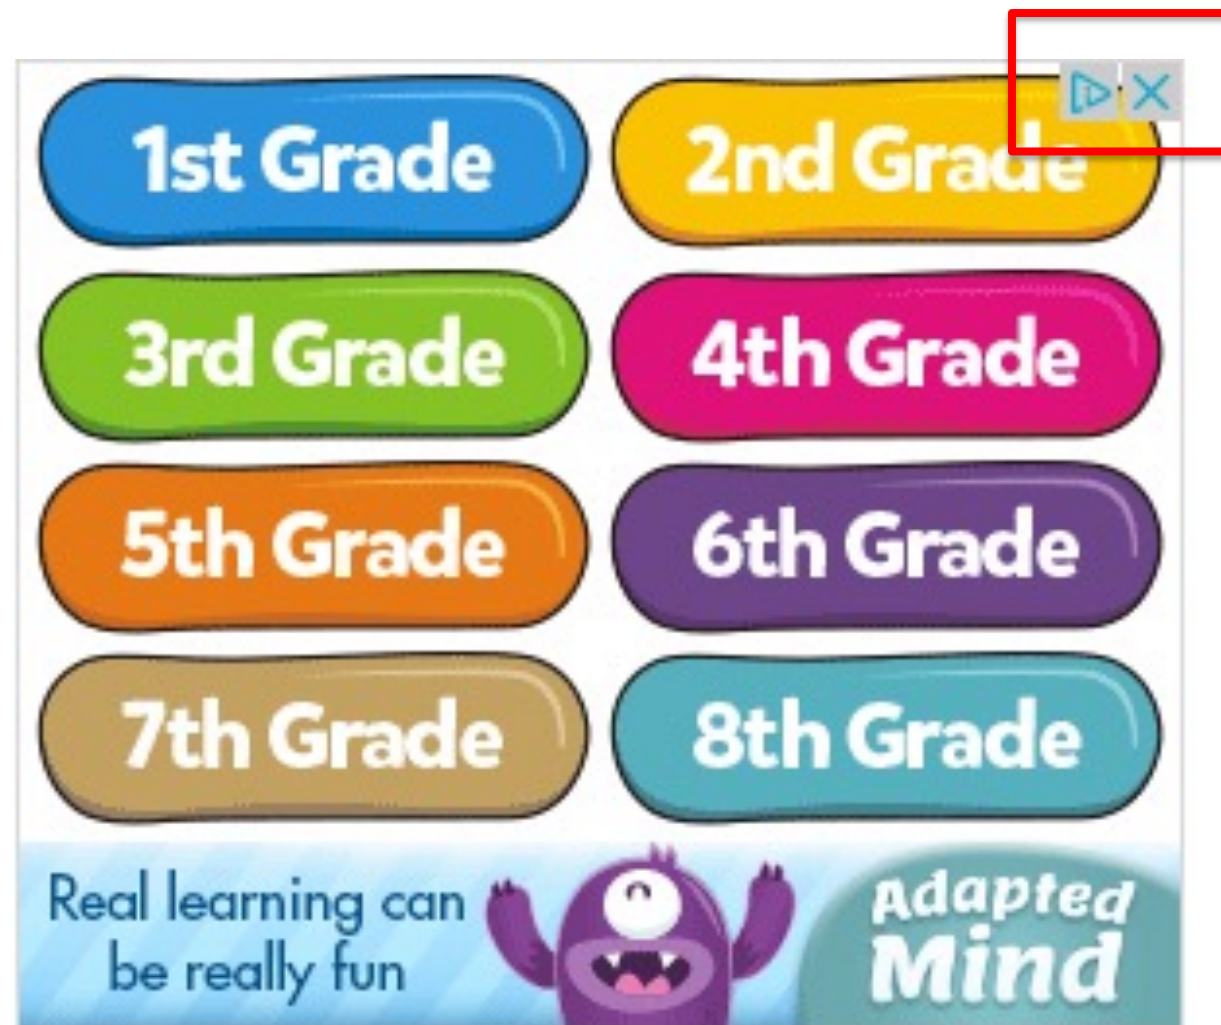 1st Grade
2nd Grade
3rd Grade
4th Grade
5th Grade
6th Grade
7th Grade
8th Grade
Real learning can
be really fun
Adapted
Mind